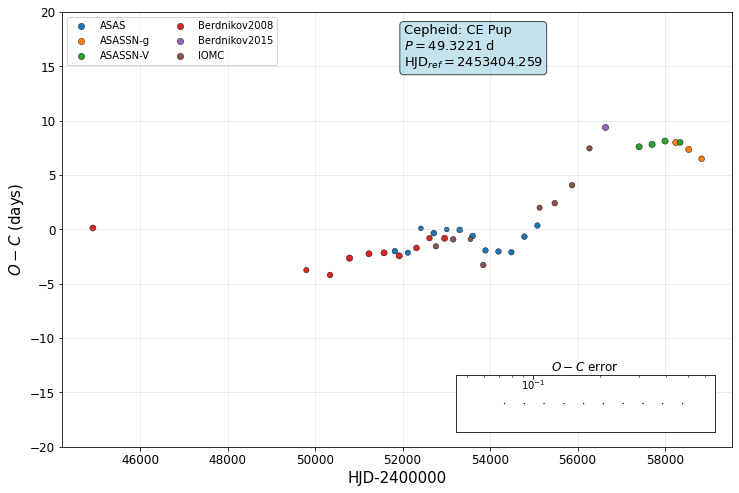 20
15
10
5
0
−5
−10
−15
−20
O − C (days)
ASAS
ASASSN-g
ASASSN-V
Berdnikov2008
Berdnikov2015
IOMC
Cepheid: CE Pup
P = 49.3221 d
HJD_ref = 2453404.259
O − C error
10^−1
46000 48000 50000 52000 54000 56000 58000
HJD-2400000